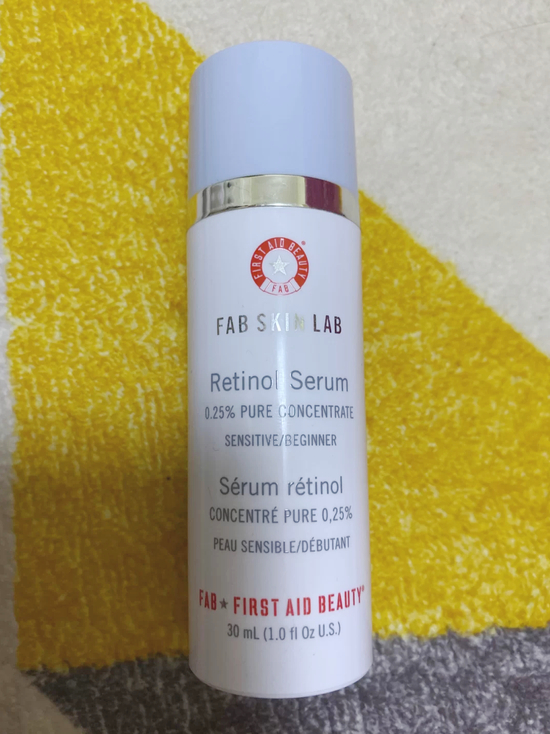 FIRST AID BEAUTY®
FAB
FAB SKIN LAB
Retinol Serum
0.25% PURE CONCENTRATE
SENSITIVE/BEGINNER
Sérum rétinol
CONCENTRÉ PURE 0,25%
PEAU SENSIBLE/DÉBUTANT
FAB★FIRST AID BEAUTY®
30 mL (1.0 fl Oz U.S.)